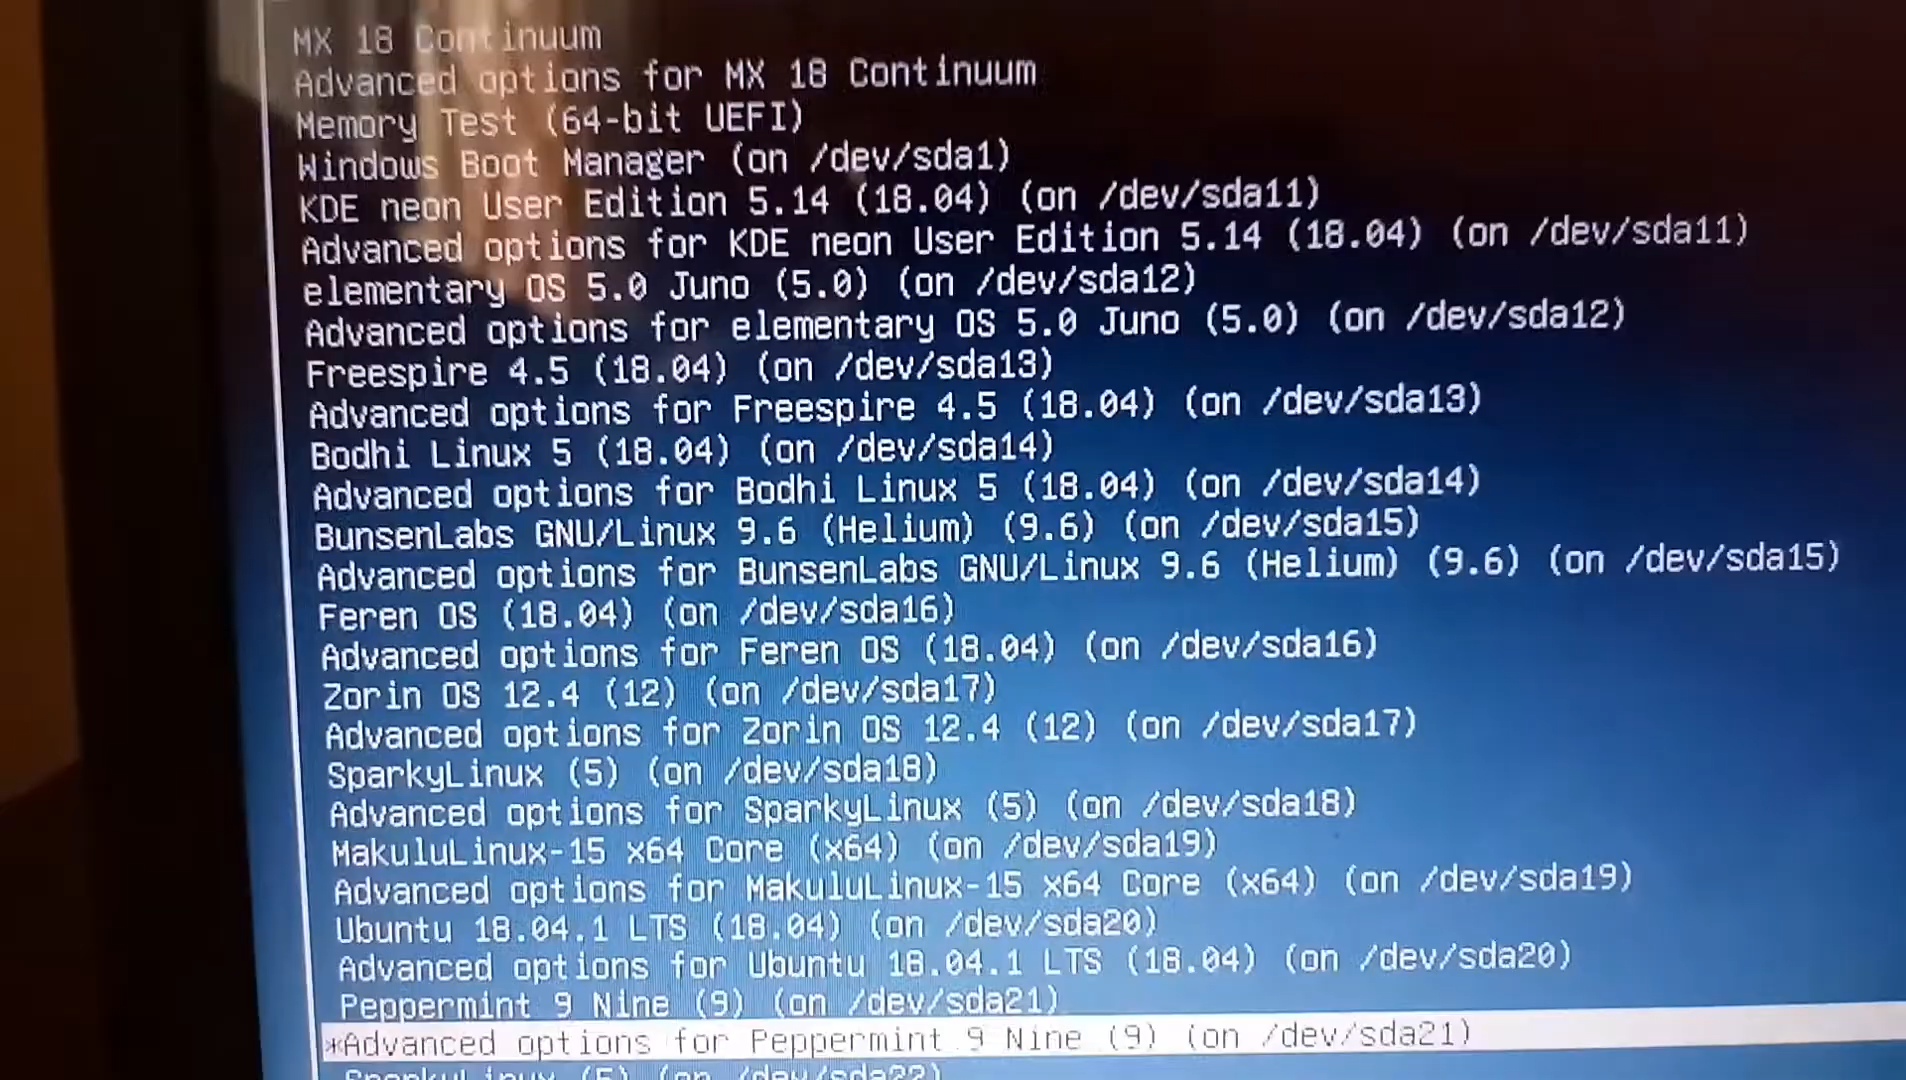 MX 18 Continuum
Advanced options for MX 18 Continuum
Memory Test (64-bit UEFI)
Windows Boot Manager (on /dev/sda1)
KDE neon User Edition 5.14 (18.04) (on /dev/sda11)
Advanced options for KDE neon User Edition 5.14 (18.04) (on /dev/sda11)
elementary OS 5.0 Juno (5.0) (on /dev/sda12)
Advanced options for elementary OS 5.0 Juno (5.0) (on /dev/sda12)
Freespire 4.5 (18.04) (on /dev/sda13)
Advanced options for Freespire 4.5 (18.04) (on /dev/sda13)
Bodhi Linux 5 (18.04) (on /dev/sda14)
Advanced options for Bodhi Linux 5 (18.04) (on /dev/sda14)
BunsenLabs GNU/Linux 9.6 (Helium) (9.6) (on /dev/sda15)
Advanced options for BunsenLabs GNU/Linux 9.6 (Helium) (9.6) (on /dev/sda15)
Feren OS (18.04) (on /dev/sda16)
Advanced options for Feren OS (18.04) (on /dev/sda16)
Zorin OS 12.4 (12) (on /dev/sda17)
Advanced options for Zorin OS 12.4 (12) (on /dev/sda17)
SparkyLinux (5) (on /dev/sda18)
Advanced options for SparkyLinux (5) (on /dev/sda18)
MakuluLinux-15 x64 Core (x64) (on /dev/sda19)
Advanced options for MakuluLinux-15 x64 Core (x64) (on /dev/sda19)
Ubuntu 18.04.1 LTS (18.04) (on /dev/sda20)
Advanced options for Ubuntu 18.04.1 LTS (18.04) (on /dev/sda20)
Peppermint 9 Nine (9) (on /dev/sda21)
*Advanced options for Peppermint 9 Nine (9) (on /dev/sda21)
SparkyLinux (5) (on /dev/sda22)